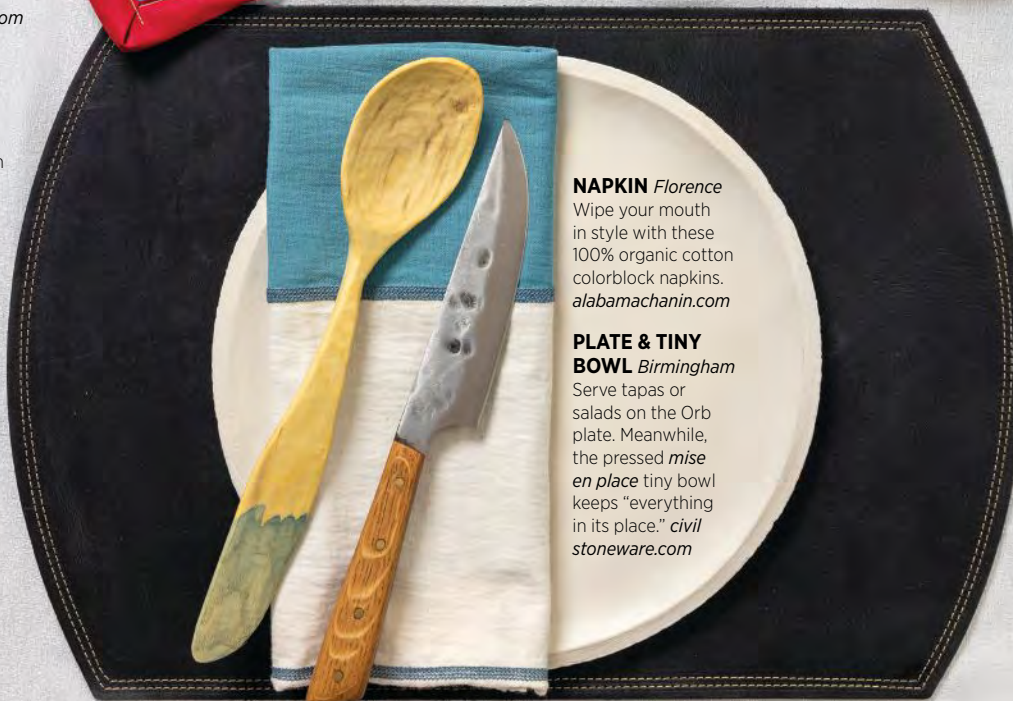 om
n
NAPKIN Florence
Wipe your mouth
in style with these
100% organic cotton
colorblock napkins.
alabamachanin.com
PLATE & TINY
BOWL Birmingham
Serve tapas or
salads on the Orb
plate. Meanwhile,
the pressed mise
en place tiny bowl
keeps “everything
in its place.” civil
stoneware.com